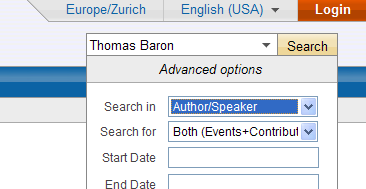 Europe/Zurich English (USA) Login
Thomas Baron Search
Advanced options
Search in Author/Speaker
Search for Both (Events+Contribut
Start Date
End Date